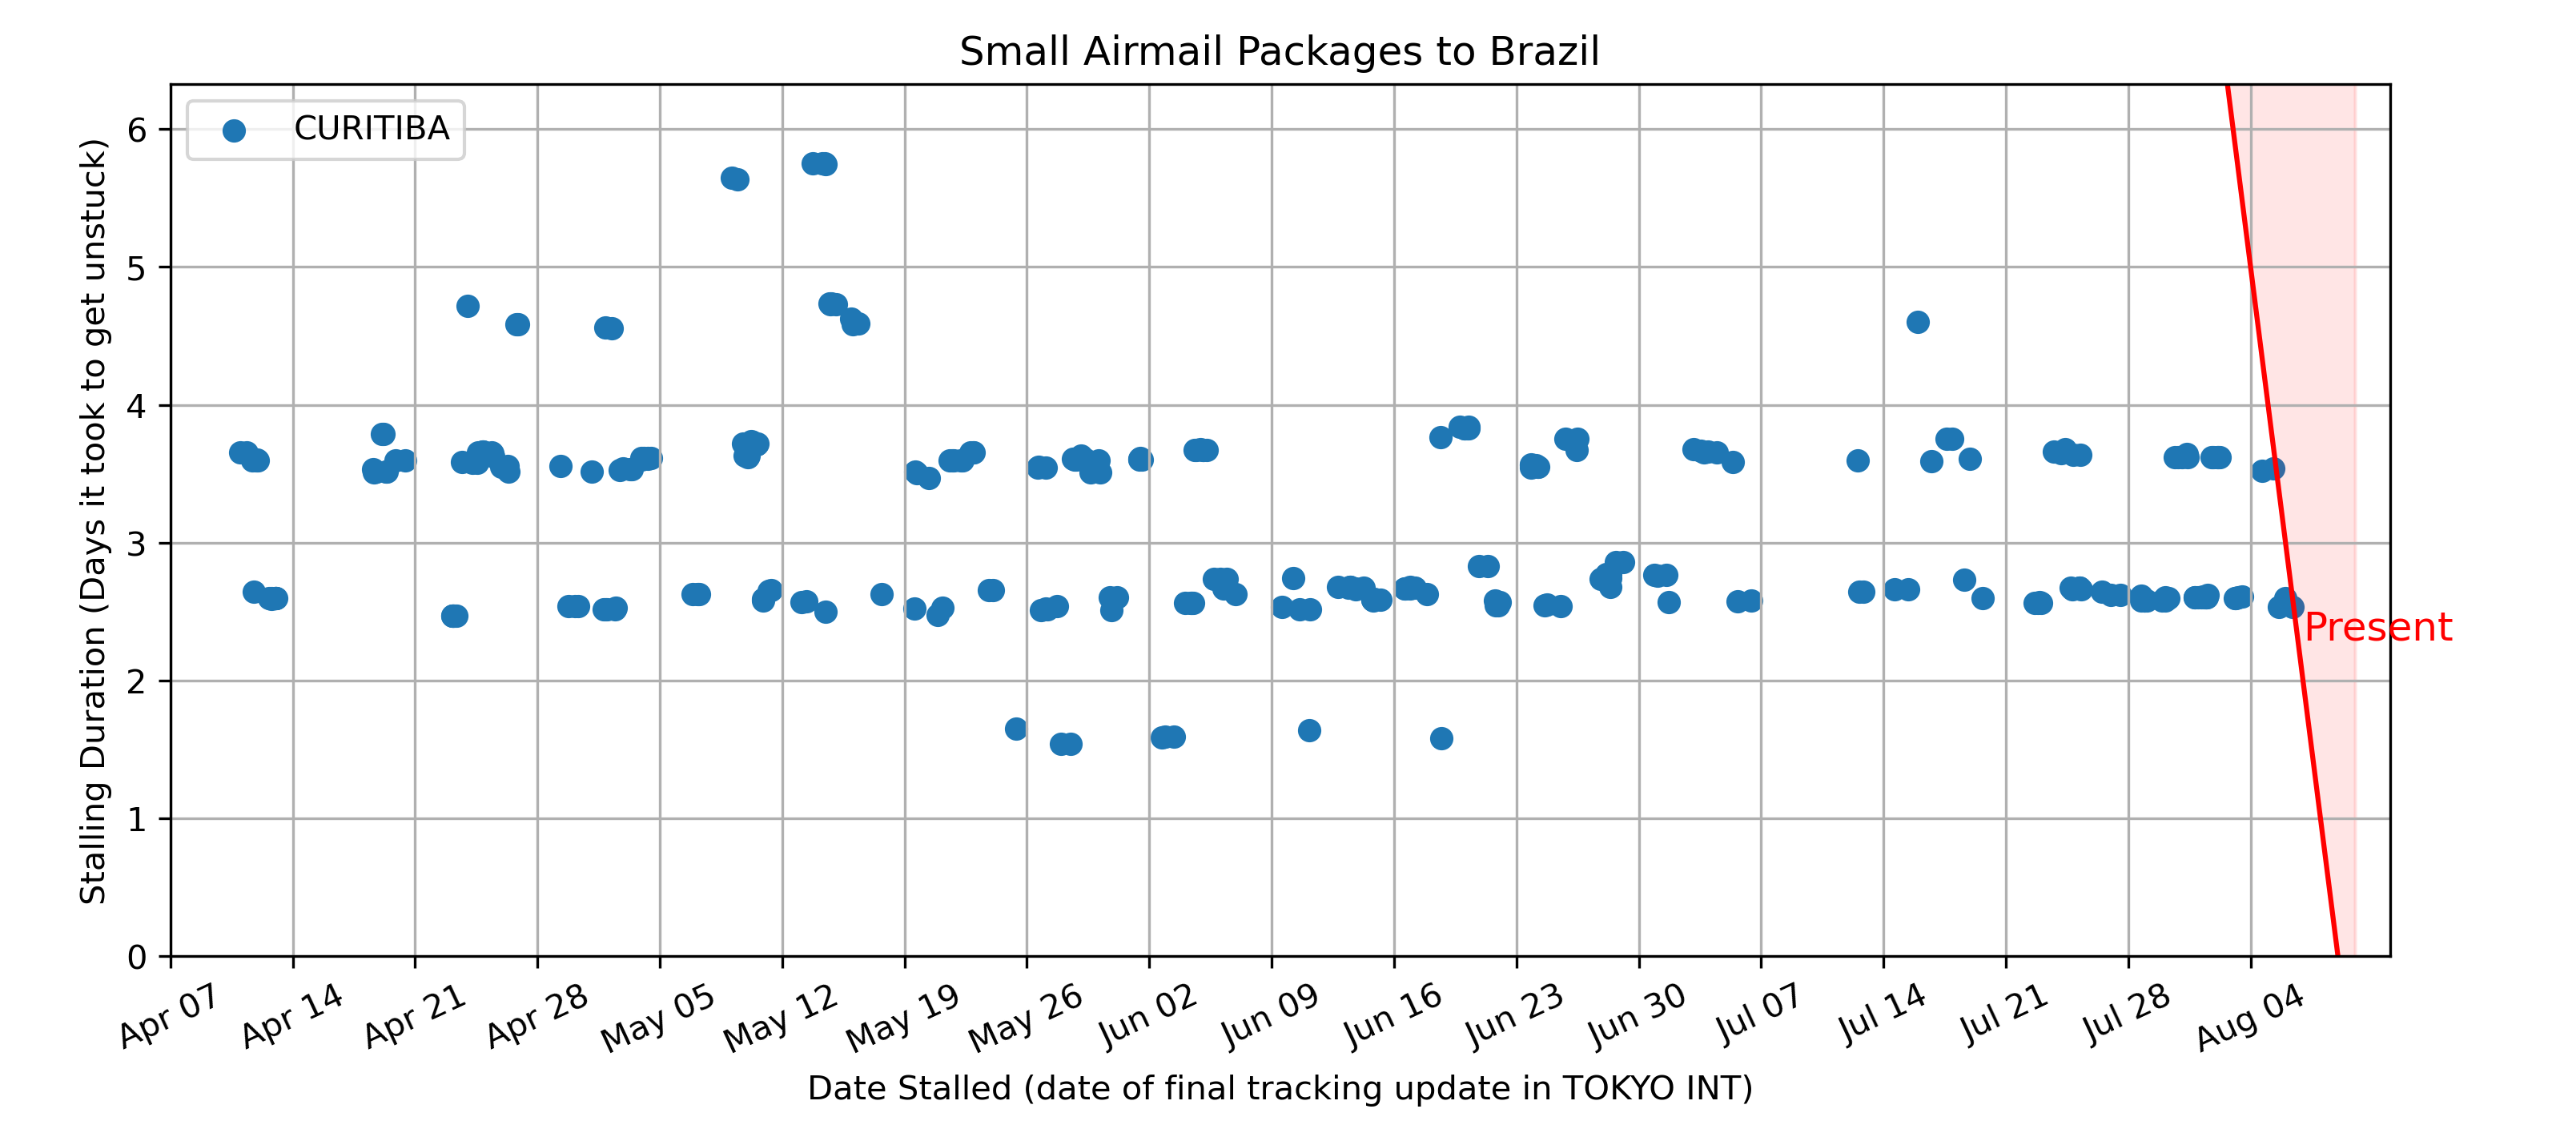 Small Airmail Packages to Brazil
CURITIBA
Stalling Duration (Days it took to get unstuck)
6
5
4
3
2
1
0
Present
Apr 07
Apr 14
Apr 21
Apr 28
May 05
May 12
May 19
May 26
Jun 02
Jun 09
Jun 16
Jun 23
Jun 30
Jul 07
Jul 14
Jul 21
Jul 28
Aug 04
Date Stalled (date of final tracking update in TOKYO INT)